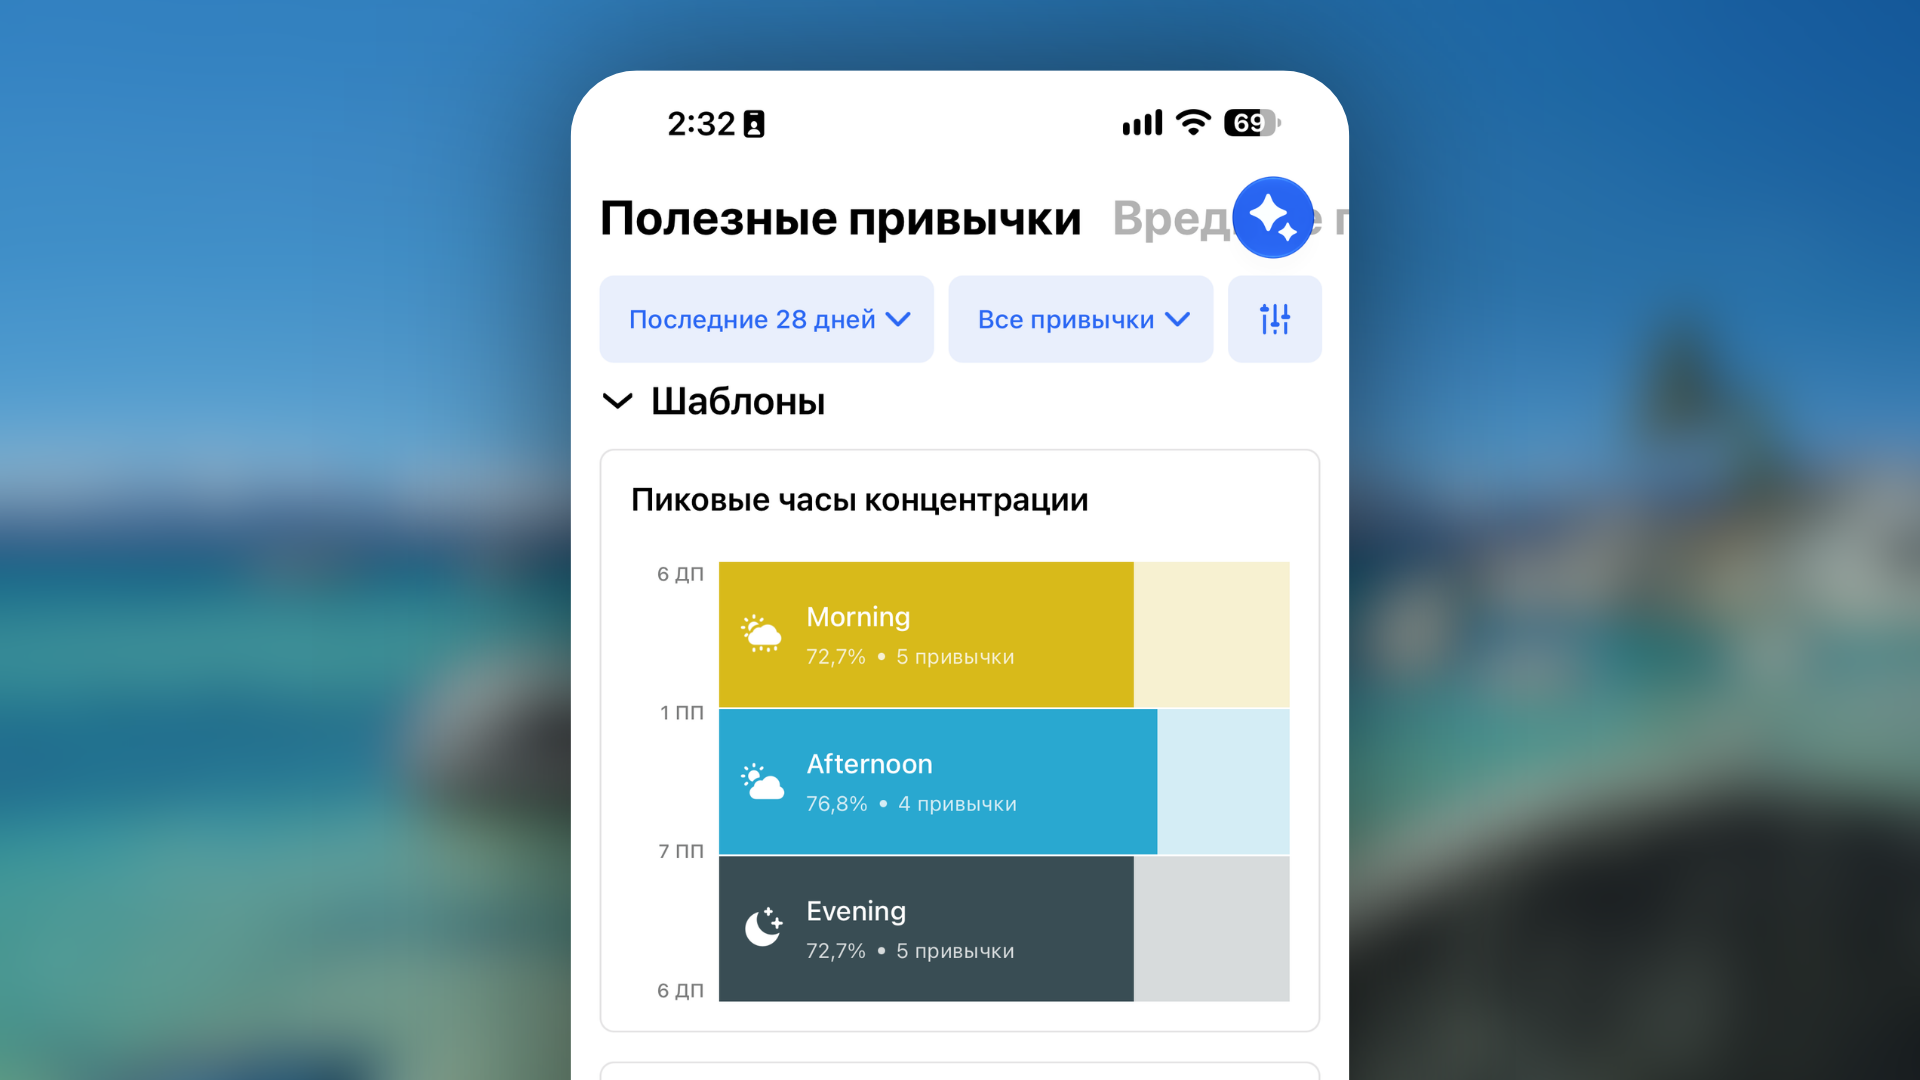 2:32
69
Полезные привычки
Последние 28 дней
Все привычки
Шаблоны
Пиковые часы концентрации
6 ДП
Morning
72,7% • 5 привычки
1 ПП
Afternoon
76,8% • 4 привычки
7 ПП
Evening
72,7% • 5 привычки
6 ДП